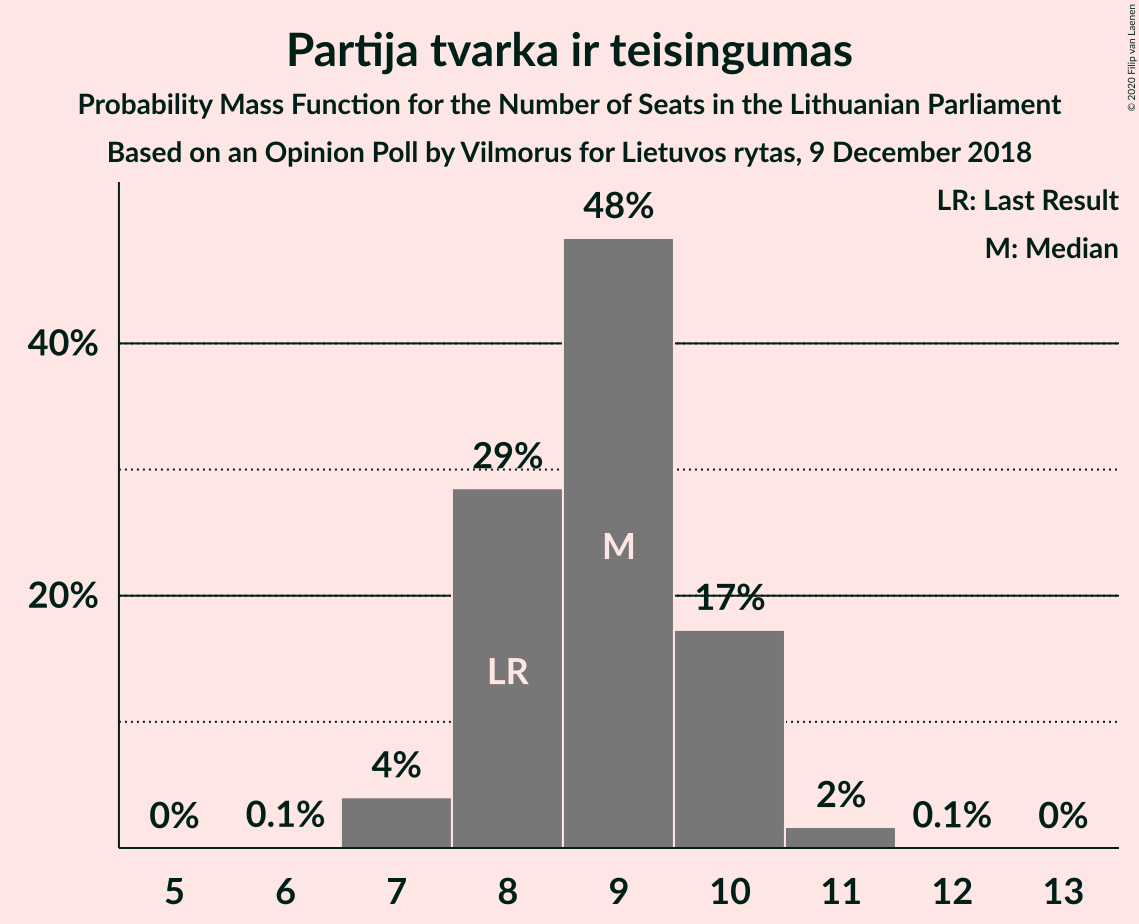 Partija tvarka ir teisingumas
Probability Mass Function for the Number of Seats in the Lithuanian Parliament
Based on an Opinion Poll by Vilmorus for Lietuvos rytas, 9 December 2018
© 2020 Filip van Laenen
LR: Last Result
M: Median
40%
20%
0%
0.1%
4%
29%
48%
17%
2%
0.1%
0%
LR
M
5
6
7
8
9
10
11
12
13